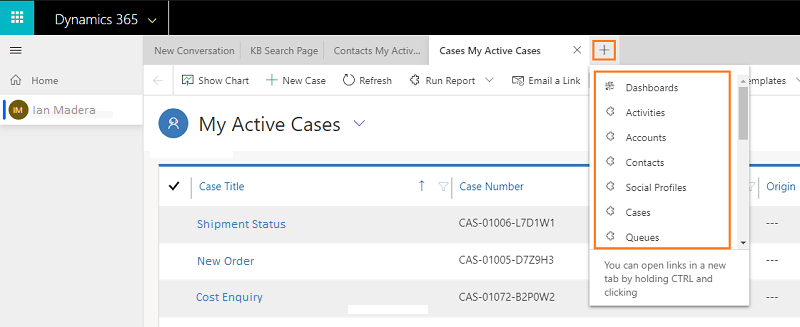 Dynamics 365
New Conversation KB Search Page Contacts My Activ... Cases My Active Cases
Home
Show Chart New Case Refresh Run Report Email a Link emplates
IM Ian Madera
My Active Cases
Dashboards
Activities
Accounts
Contacts
Social Profiles
Cases
Queues
Case Title Case Number Origin
Shipment Status CAS-01006-L7D1W1 ---
New Order CAS-01005-D7Z9H3 ---
Cost Enquiry CAS-01072-B2P0W2 ---
You can open links in a new
tab by holding CTRL and
clicking